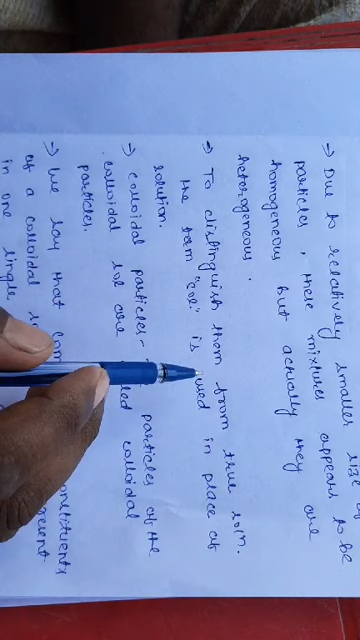 → Due to relatively smaller size of
particles, these mixtures appears to be
homogeneous but actually they are
heterogeneous.
→ To distinguish them from true soln.
the term "sol" is used in place of
solution.
→ Colloidal particles - particles of the
colloidal sol are colloidal
particles.
→ We say that constituents
of a colloidal
in one single